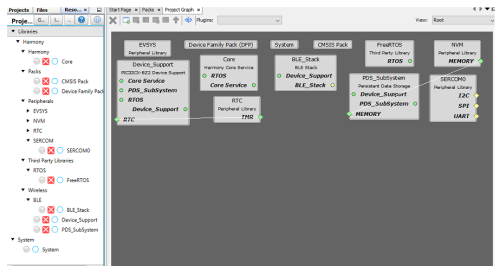 Projects Files Reso... ×
Proje...
Libraries
Harmony
Harmony
Core
Packs
CMSIS Pack
Device Family Pack
Peripherals
EVSYS
NVM
RTC
SERCOM
SERCOM0
Third Party Libraries
RTOS
FreeRTOS
Wireless
BLE
BLE_Stack
Device_Support
PDS_SubSystem
System
System
Start Page × Packs × Project Graph ×
Plugins: View: Root
EVSYS
Peripheral Library
Device Family Pack (DFP)
System
CMSIS Pack
FreeRTOS
Third Party Library
RTOS
NVM
Peripheral Library
MEMORY
Device_Support
Device Support
Core Service
PDS_SubSystem
RTOS
Device_Support
RTC
Core
Harmony Core Service
RTOS
Core Service
BLE_Stack
BLE Stack
Device_Support
BLE_Stack
RTC
Peripheral Library
TMR
PDS_SubSystem
Persistent Data Storage
Device_Support
PDS_SubSystem
MEMORY
SERCOM0
Peripheral Library
I2C
SPI
UART